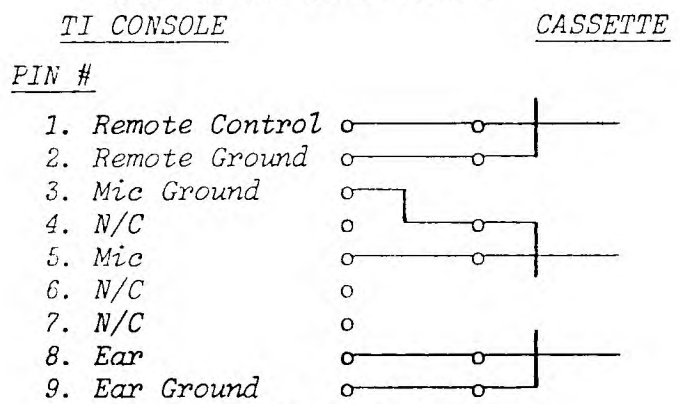 TI CONSOLE CASSETTE
PIN #
1. Remote Control
2. Remote Ground
3. Mic Ground
4. N/C
5. Mic
6. N/C
7. N/C
8. Ear
9. Ear Ground